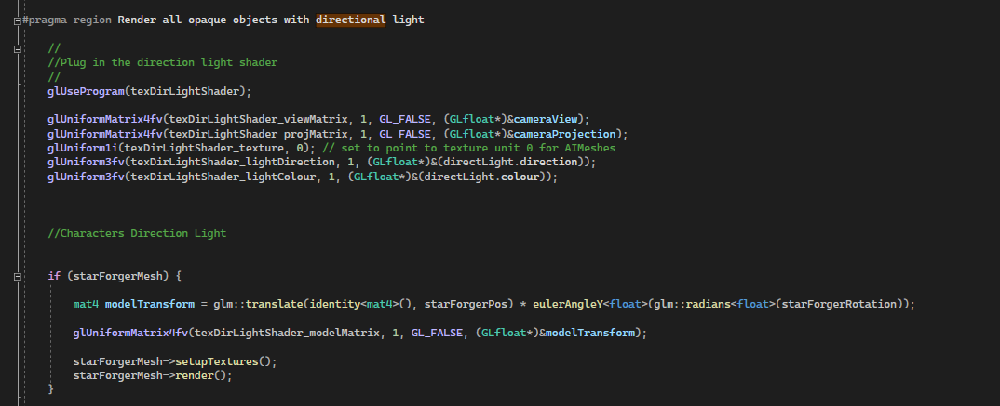 #pragma region Render all opaque objects with directional light
//
//Plug in the direction light shader
//
glUseProgram(texDirLightShader);
glUniformMatrix4fv(texDirLightShader_viewMatrix, 1, GL_FALSE, (GLfloat*)&cameraView);
glUniformMatrix4fv(texDirLightShader_projMatrix, 1, GL_FALSE, (GLfloat*)&cameraProjection);
glUniform1i(texDirLightShader_texture, 0); // set to point to texture unit 0 for AIMeshes
glUniform3fv(texDirLightShader_lightDirection, 1, (GLfloat*)&(directLight.direction));
glUniform3fv(texDirLightShader_lightColour, 1, (GLfloat*)&(directLight.colour));
//Characters Direction Light
if (starForgerMesh) {
mat4 modelTransform = glm::translate(identity<mat4>(), starForgerPos) * eulerAngleY<float>(glm::radians<float>(starForgerRotation));
glUniformMatrix4fv(texDirLightShader_modelMatrix, 1, GL_FALSE, (GLfloat*)&modelTransform);
starForgerMesh->setupTextures();
starForgerMesh->render();
}